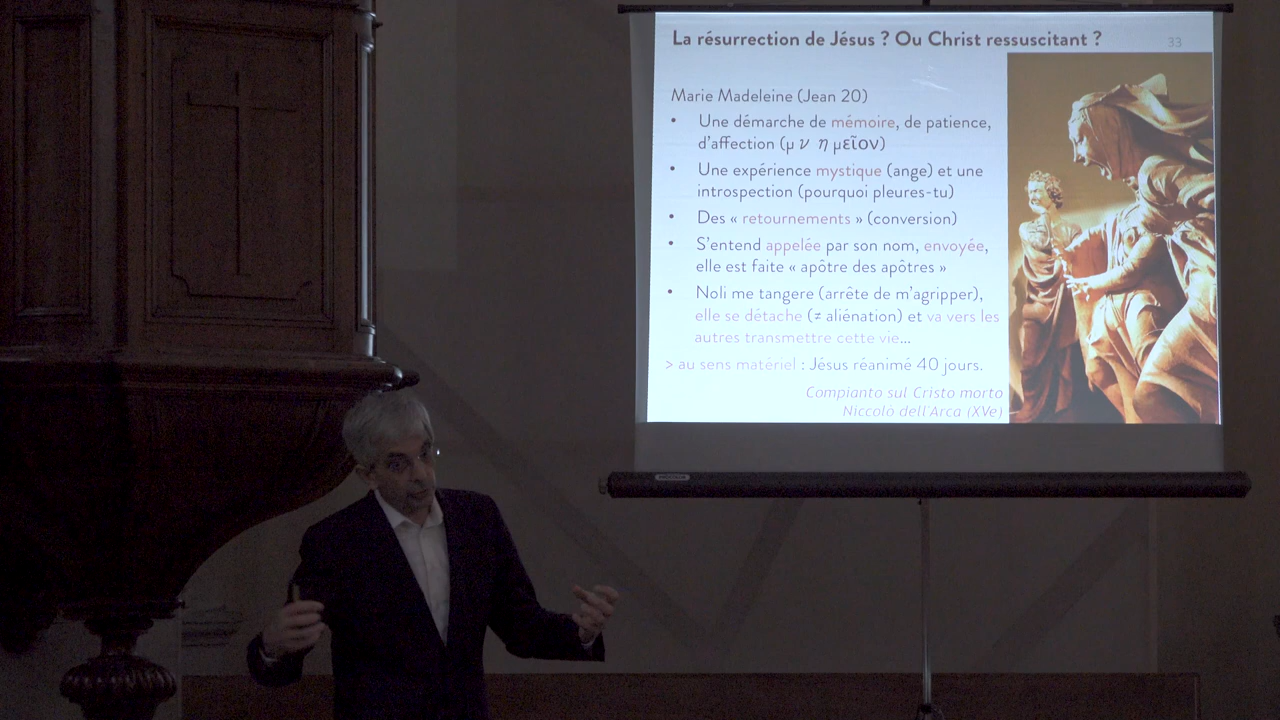 La résurrection de Jésus ? Ou Christ ressuscitant ?
33
Marie Madeleine (Jean 20)
• Une démarche de mémoire, de patience,
d'affection (μ ν η μεῖον)
• Une expérience mystique (ange) et une
introspection (pourquoi pleures-tu)
• Des « retournements » (conversion)
• S'entend appelée par son nom, envoyée,
elle est faite « apôtre des apôtres »
• Noli me tangere (arrête de m'agripper),
elle se détache (≠ aliénation) et va vers les
autres transmettre cette vie...
> au sens matériel : Jésus réanimé 40 jours.
Compianto sul Cristo morto
Niccolò dell'Arca (XVe)